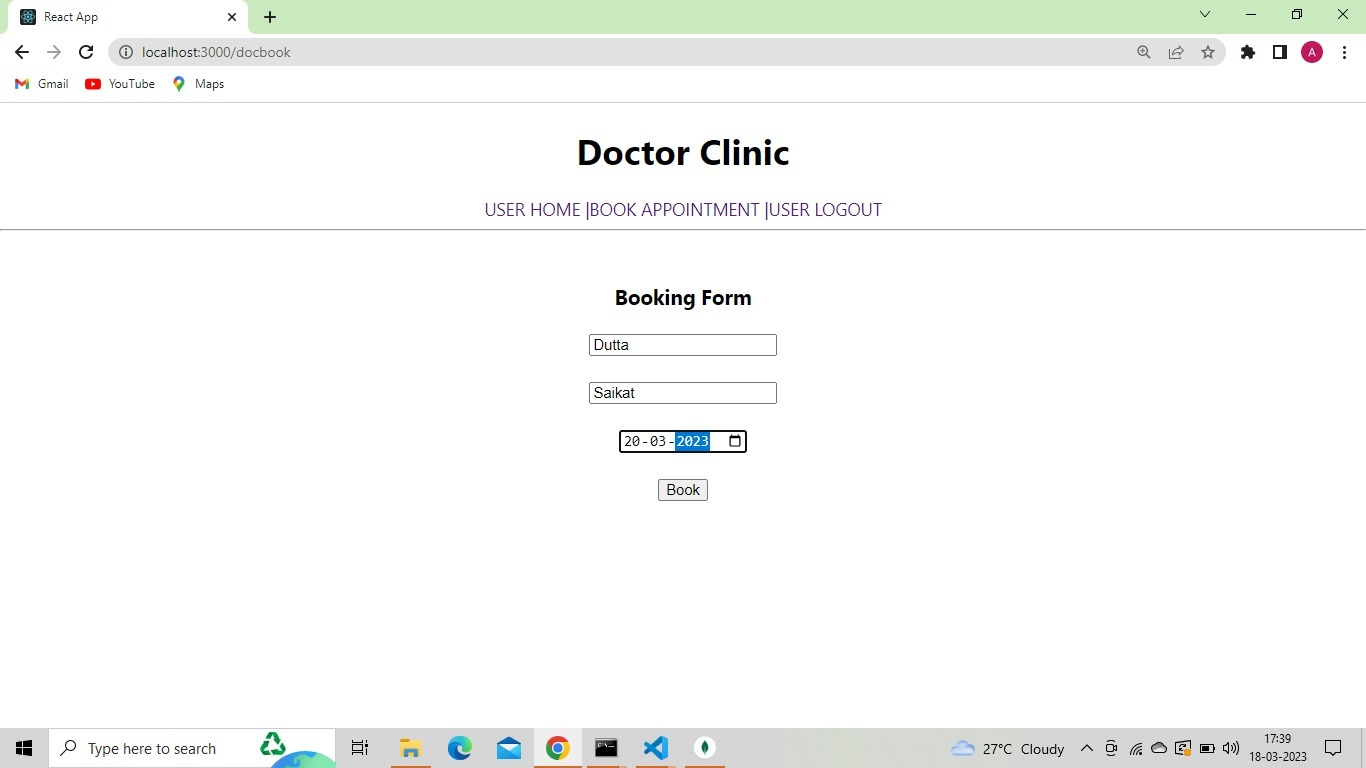 React App
localhost:3000/docbook
A
Gmail YouTube Maps
Doctor Clinic
USER HOME |BOOK APPOINTMENT |USER LOGOUT
Booking Form
Dutta
Saikat
20-03-2023
Book
Type here to search
27°C Cloudy
17:39
18-03-2023